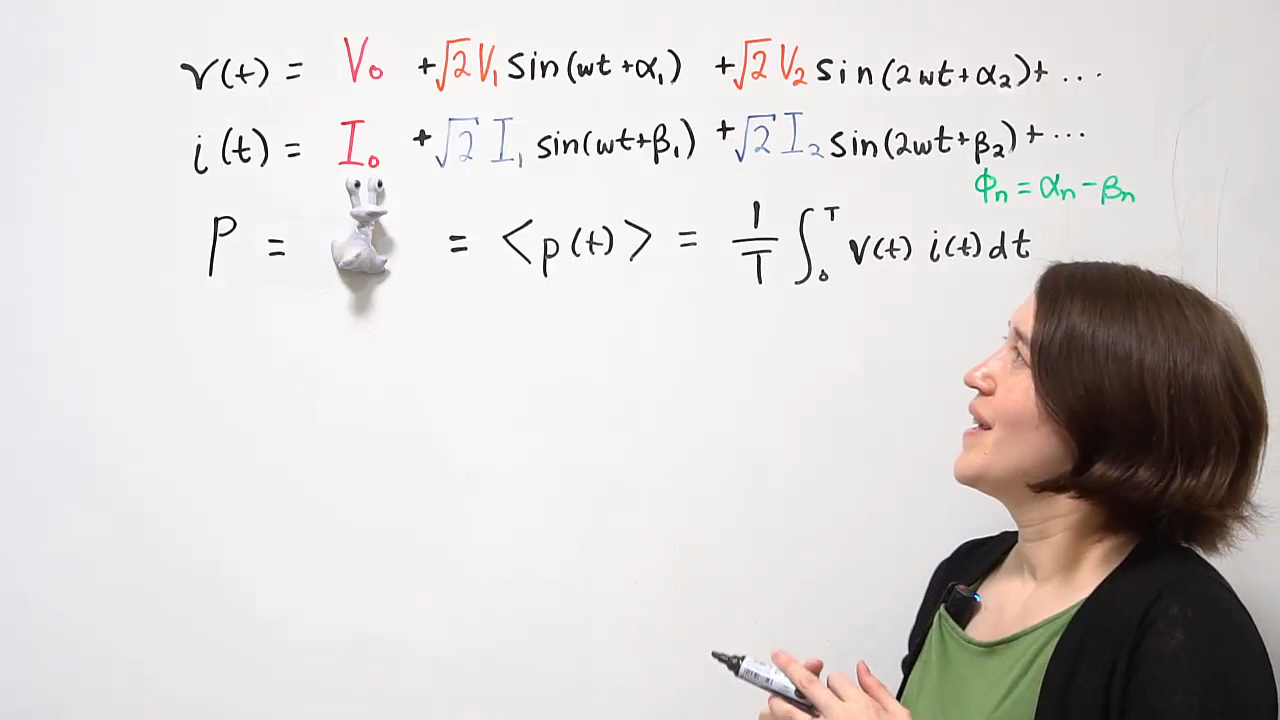 v(t) = V₀ + √2 V₁ sin(ωt + α₁) + √2 V₂ sin(2ωt + α₂) + ...
i(t) = I₀ + √2 I₁ sin(ωt + β₁) + √2 I₂ sin(2ωt + β₂) + ...
ϕₙ = αₙ − βₙ
P = = <p(t)> = 1/T ∫₀ᵀ v(t) i(t) dt